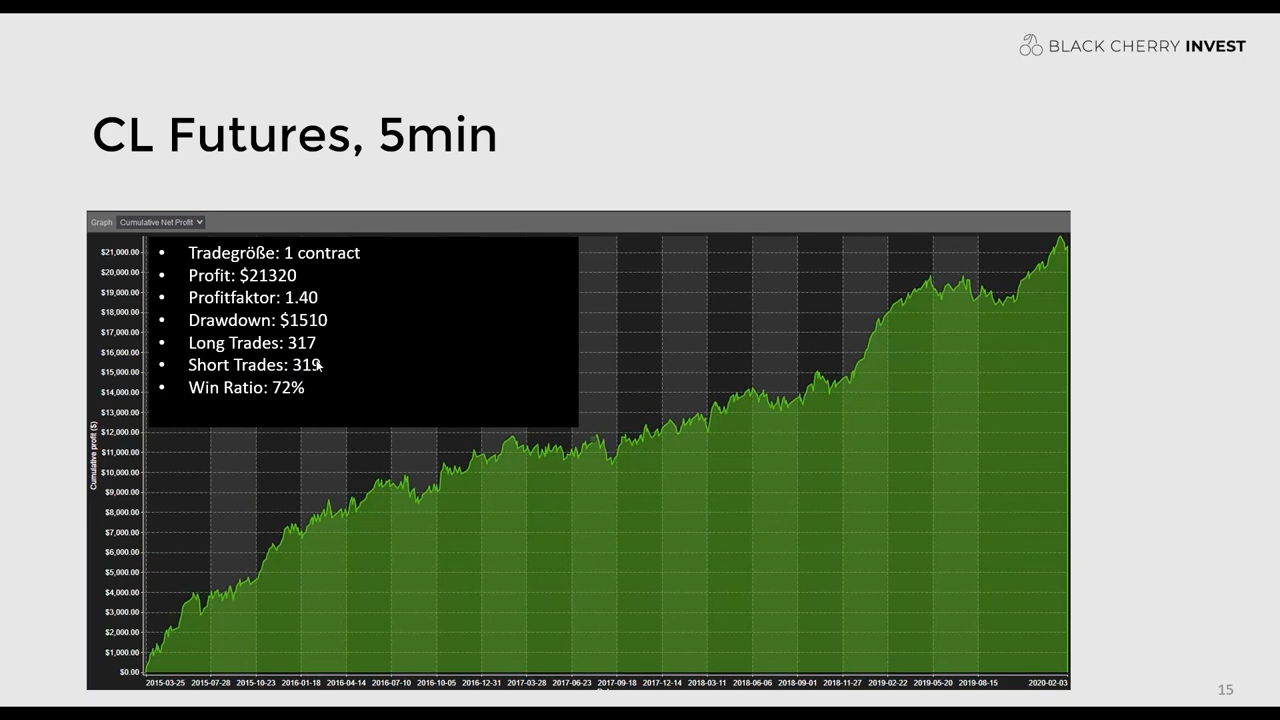 BLACK CHERRY INVEST
CL Futures, 5min
Graph Cumulative Net Profit
• Tradegröße: 1 contract
• Profit: $21320
• Profitfaktor: 1.40
• Drawdown: $1510
• Long Trades: 317
• Short Trades: 319
• Win Ratio: 72%
Cumulative profit ($)
$21,000.00
$20,000.00
$19,000.00
$18,000.00
$17,000.00
$16,000.00
$15,000.00
$14,000.00
$13,000.00
$12,000.00
$11,000.00
$10,000.00
$9,000.00
$8,000.00
$7,000.00
$6,000.00
$5,000.00
$4,000.00
$3,000.00
$2,000.00
$1,000.00
$0.00
2015-03-25 2015-07-28 2015-10-23 2016-01-18 2016-04-14 2016-07-10 2016-10-05 2016-12-31 2017-03-28 2017-06-23 2017-09-18 2017-12-14 2018-03-11 2018-06-06 2018-09-01 2018-11-27 2019-02-22 2019-05-20 2019-08-15 2020-02-03
15